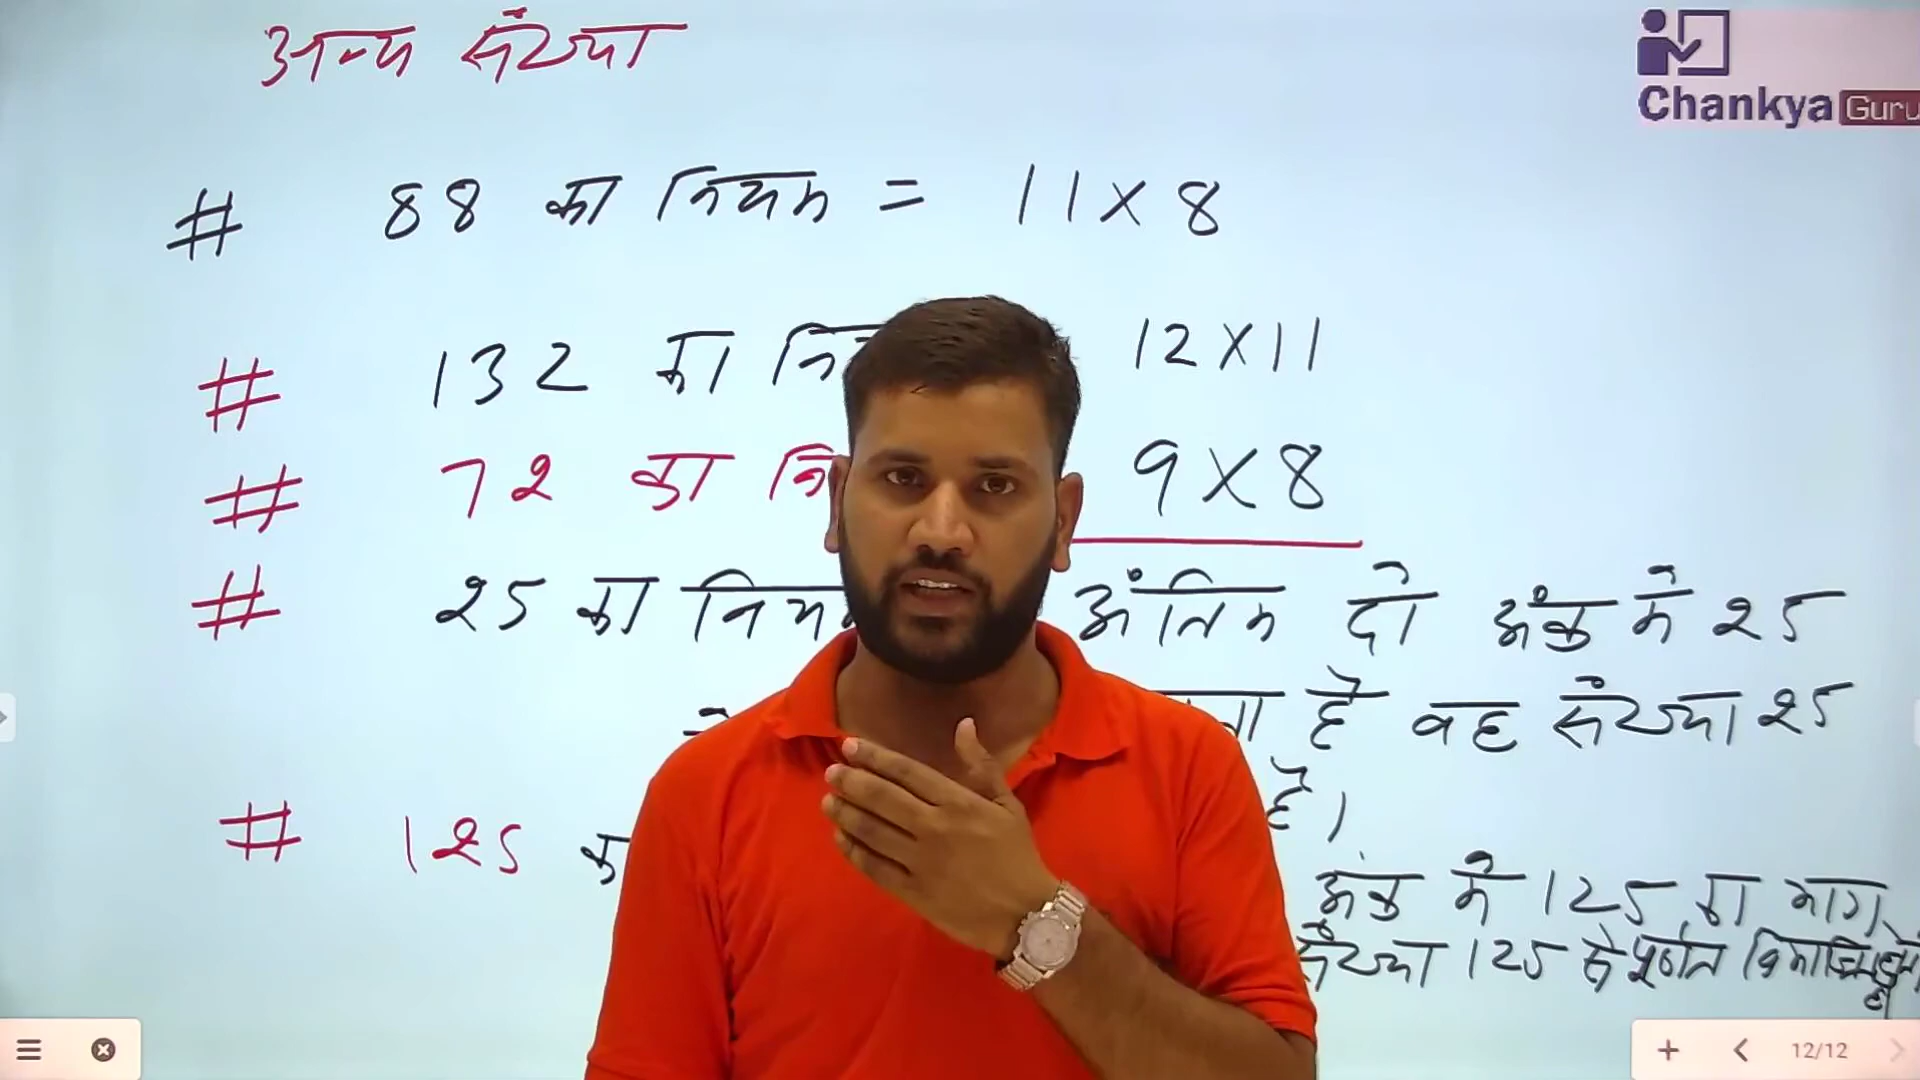 अन्य संख्या
Chankya Guru
# 88 का नियम = 11 × 8
# 132 का नि 12 × 11
# 72 का नि 9 × 8
# 25 का नियम अंतिम दो अंक में 25
है वह संख्या 25
है।
# 125 क अंक में 125 का भाग
संख्या 125 से पूर्णतः
12/12